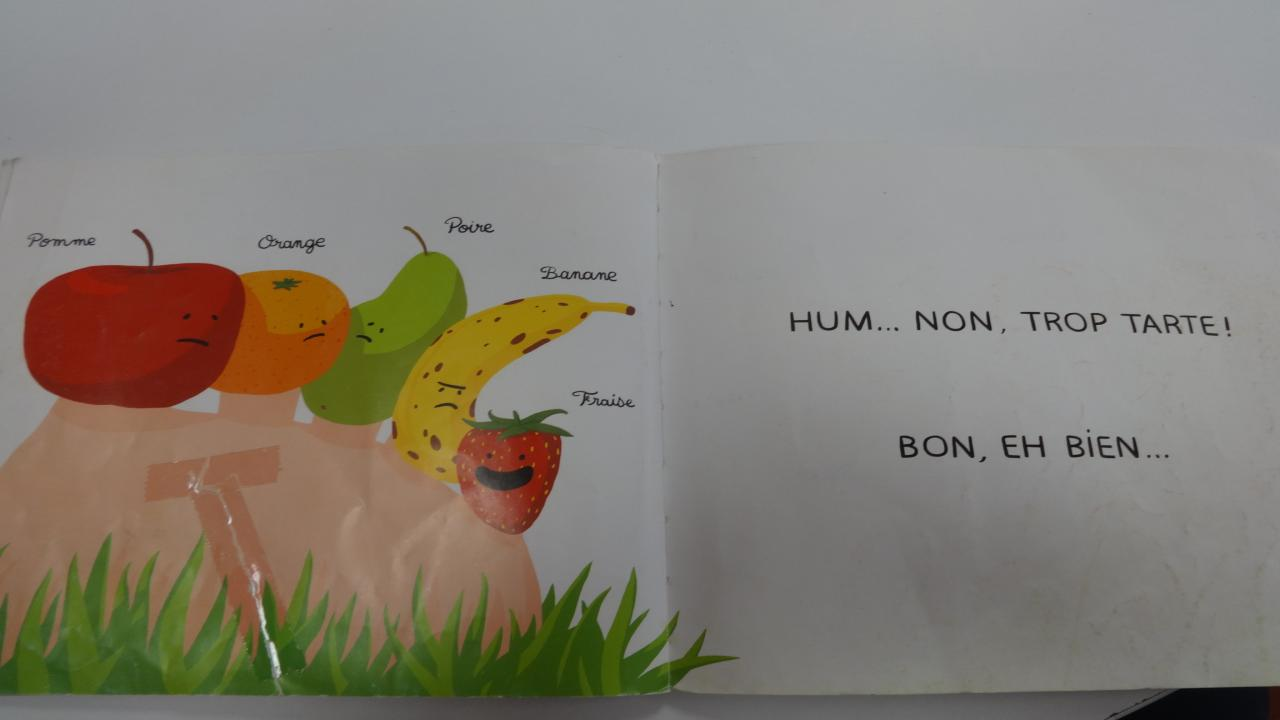 Pomme
Orange
Poire
Banane
Fraise
HUM... NON, TROP TARTE!
BON, EH BiEN...